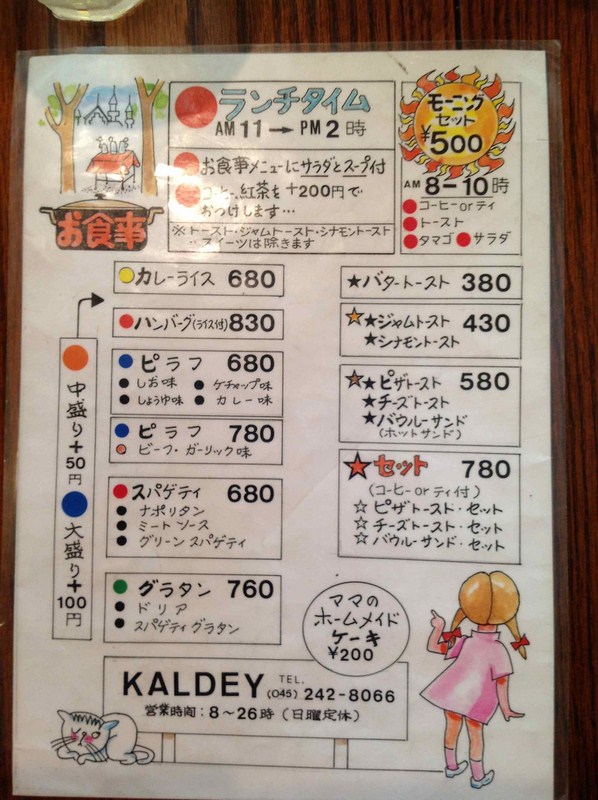 ランチタイム
AM 11 → PM 2時
お食事メニューにサラダとスープ付
コーヒー、紅茶を+200円で
おつけします…
※トースト・ジャムトースト・シナモントースト
スイーツは除きます
モーニング
セット
¥500
AM 8-10時
コーヒーorティ
トースト
タマゴ サラダ
お食事
カレーライス 680
ハンバーグ(ライス付) 830
ピラフ 680
しお味 ケチャップ味
しょうゆ味 カレー味
ピラフ 780
ビーフ・ガーリック味
スパゲティ 680
ナポリタン
ミートソース
グリーンスパゲティ
グラタン 760
ドリア
スパゲティグラタン
中盛り+50円
大盛り+100円
★バタートースト 380
★ジャムトースト 430
★シナモントースト
★ピザトースト 580
★チーズトースト
★バウルーサンド
(ホットサンド)
★セット 780
(コーヒーorティ付)
☆ピザトースト・セット
☆チーズトースト・セット
☆バウルーサンド・セット
ママの
ホームメイド
ケーキ
¥200
KALDEY TEL. (045) 242-8066
営業時間:8〜26時(日曜定休)